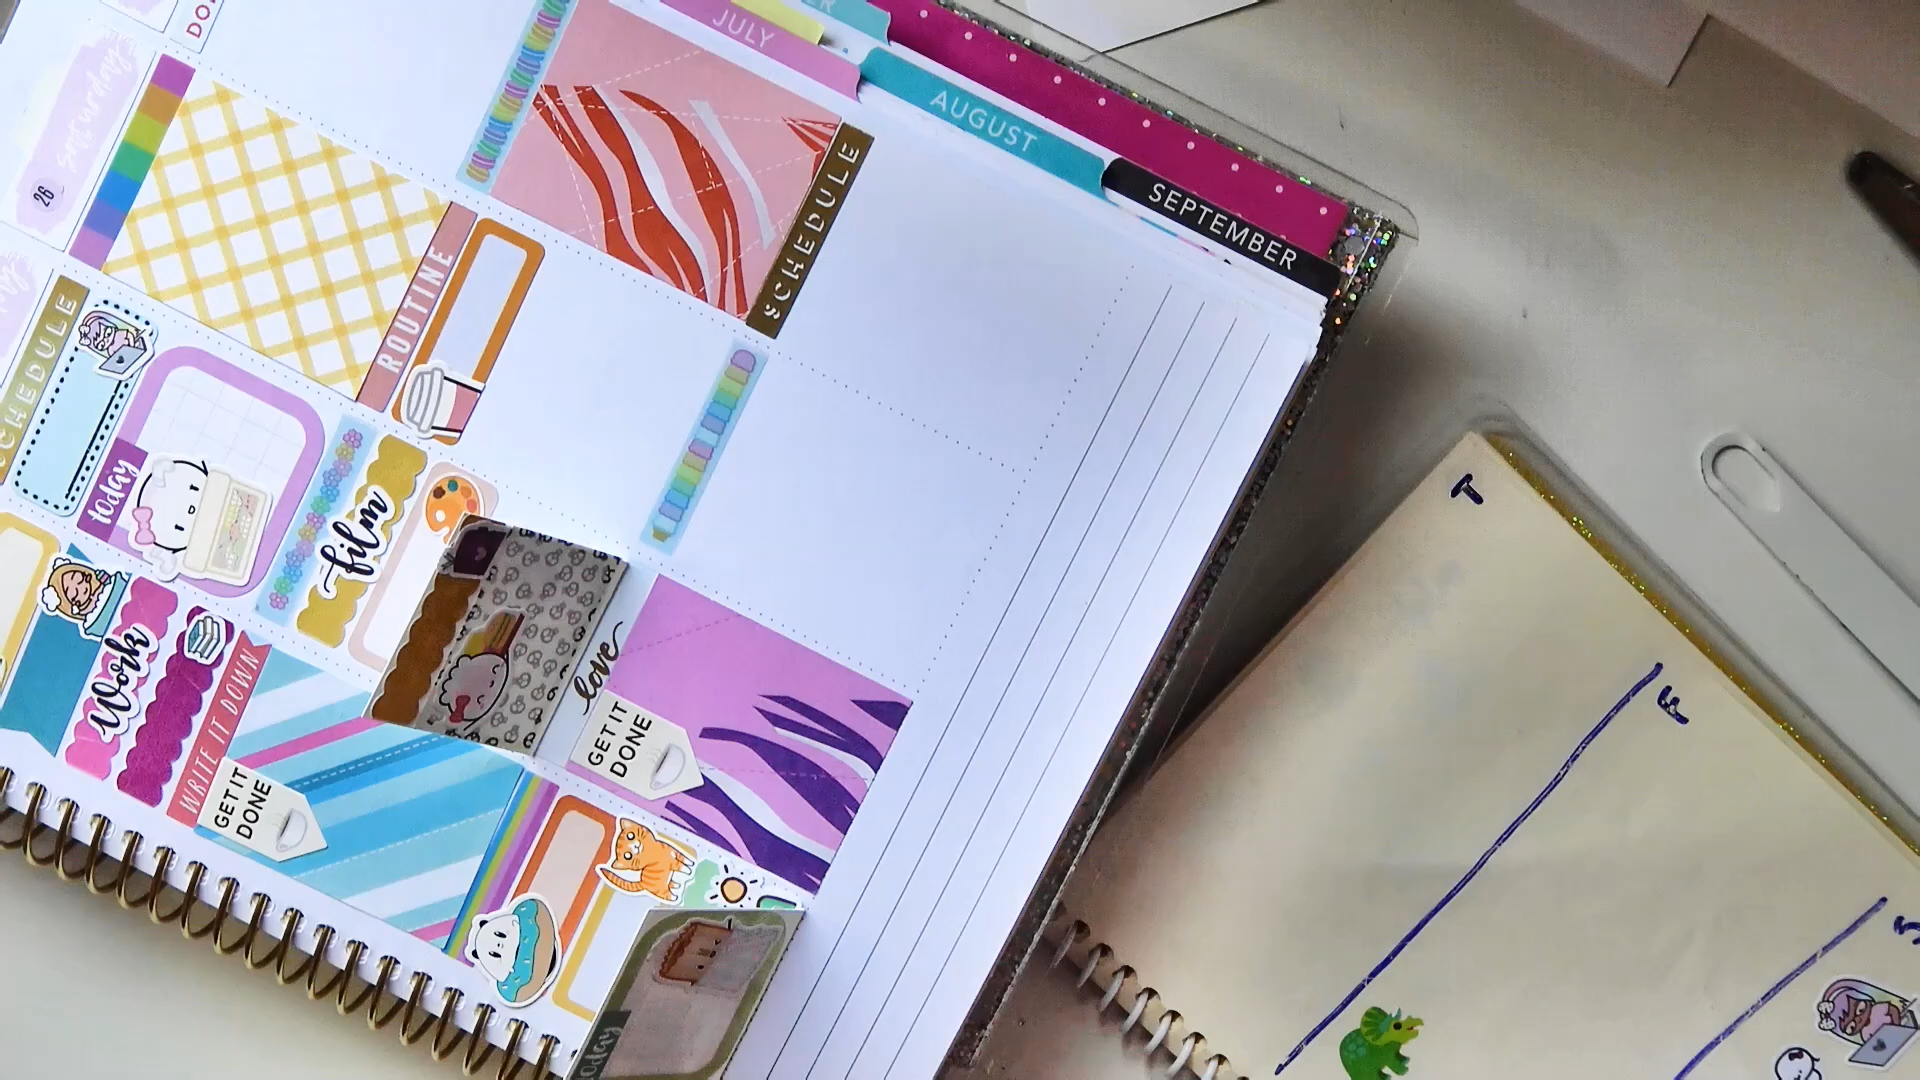 JULY
AUGUST
SEPTEMBER
26
saturday
SCHEDULE
ROUTINE
SCHEDULE
today
film
Work
WRITE IT DOWN
GET IT
DONE
love
GET IT
DONE
today
T
F
S